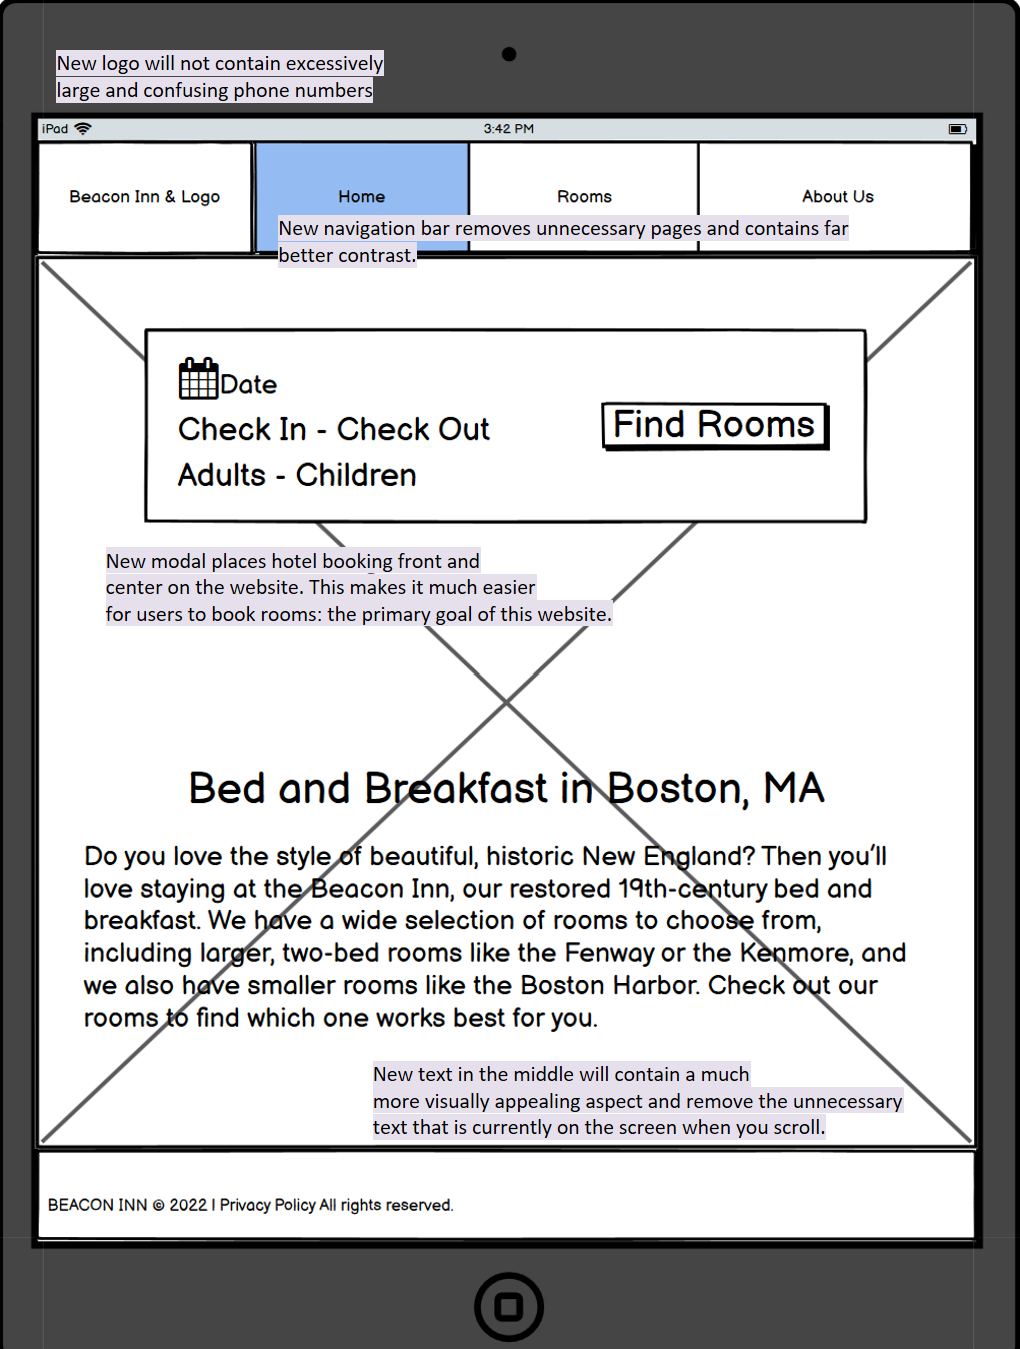 New logo will not contain excessively
large and confusing phone numbers
iPad 3:42 PM
Beacon Inn & Logo Home Rooms About Us
New navigation bar removes unnecessary pages and contains far
better contrast.
Date
Check In - Check Out
Find Rooms
Adults - Children
New modal places hotel booking front and
center on the website. This makes it much easier
for users to book rooms: the primary goal of this website.
Bed and Breakfast in Boston, MA
Do you love the style of beautiful, historic New England? Then you'll
love staying at the Beacon Inn, our restored 19th-century bed and
breakfast. We have a wide selection of rooms to choose from,
including larger, two-bed rooms like the Fenway or the Kenmore, and
we also have smaller rooms like the Boston Harbor. Check out our
rooms to find which one works best for you.
New text in the middle will contain a much
more visually appealing aspect and remove the unnecessary
text that is currently on the screen when you scroll.
BEACON INN © 2022 | Privacy Policy All rights reserved.